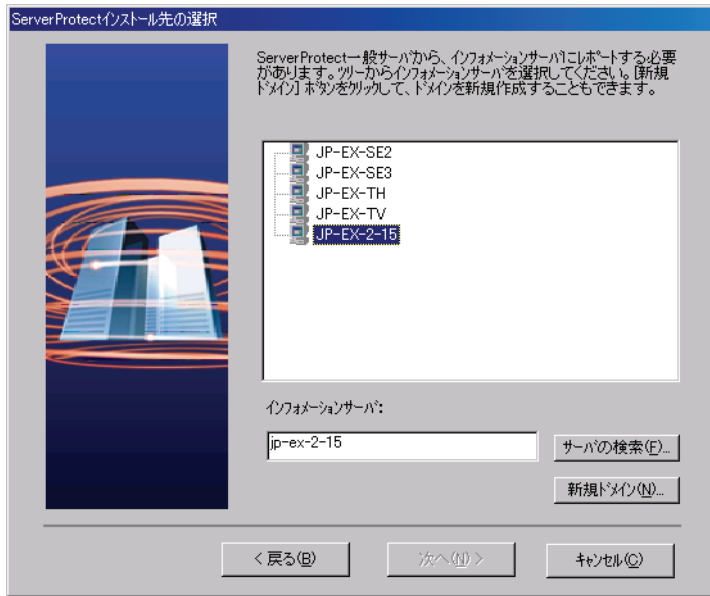 ServerProtectインストール先の選択
ServerProtect一般サーバから、インフォメーションサーバにレポートする必要
があります。ツリーからインフォメーションサーバを選択してください。[新規
ドメイン] ボタンをクリックして、ドメインを新規作成することもできます。
JP-EX-SE2
JP-EX-SE3
JP-EX-TH
JP-EX-TV
JP-EX-2-15
インフォメーションサーバ:
jp-ex-2-15
サーバの検索(F)...
新規ドメイン(N)...
< 戻る(B)
次へ(N) >
キャンセル(C)